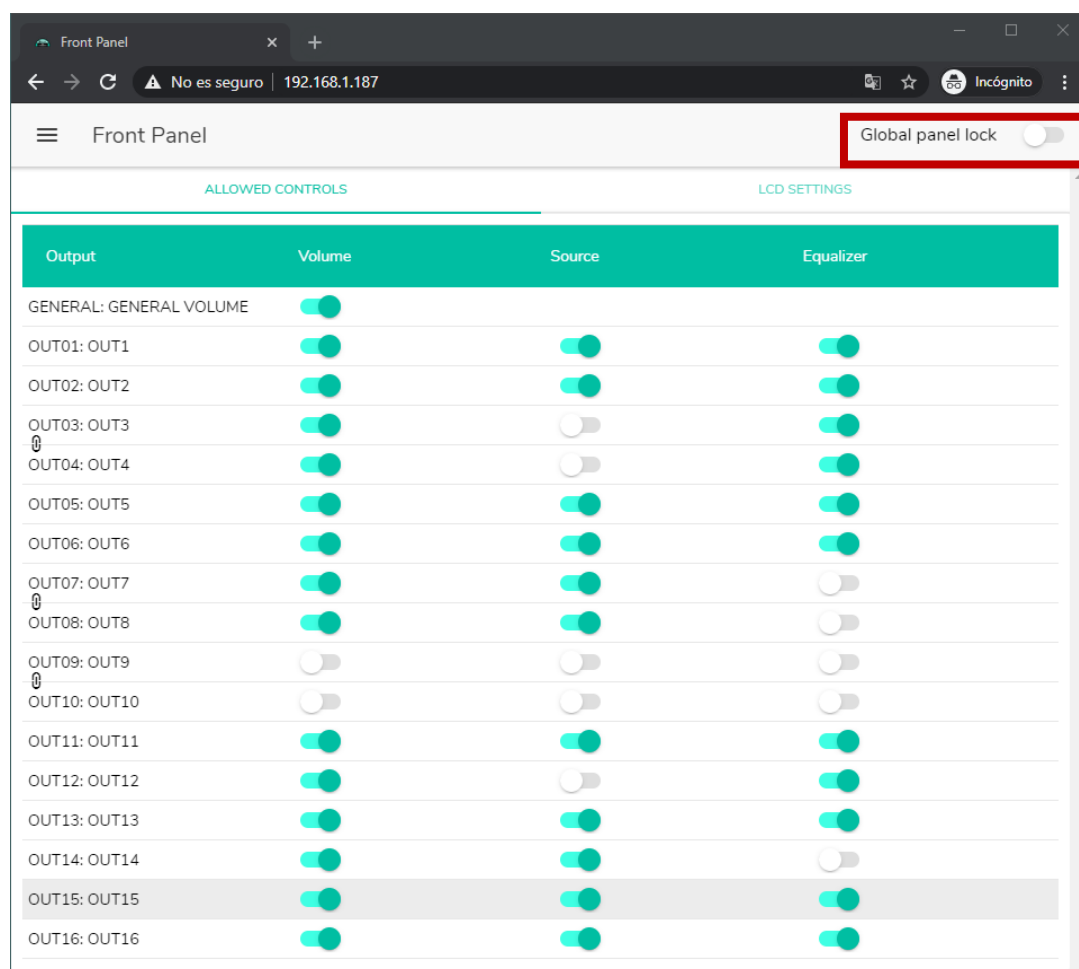 Front Panel
No es seguro 192.168.1.187
Incógnito
Front Panel
Global panel lock
ALLOWED CONTROLS
LCD SETTINGS
Output Volume Source Equalizer
GENERAL: GENERAL VOLUME
OUT01: OUT1
OUT02: OUT2
OUT03: OUT3
OUT04: OUT4
OUT05: OUT5
OUT06: OUT6
OUT07: OUT7
OUT08: OUT8
OUT09: OUT9
OUT10: OUT10
OUT11: OUT11
OUT12: OUT12
OUT13: OUT13
OUT14: OUT14
OUT15: OUT15
OUT16: OUT16